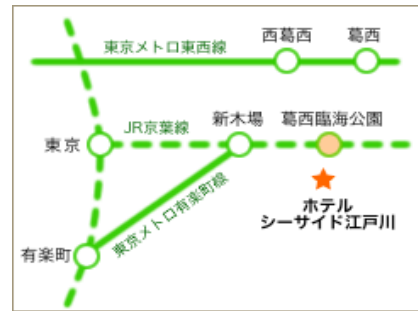 西葛西
葛西
東京メトロ東西線
新木場
葛西臨海公園
JR京葉線
東京
東京メトロ有楽町線
ホテル
シーサイド江戸川
有楽町